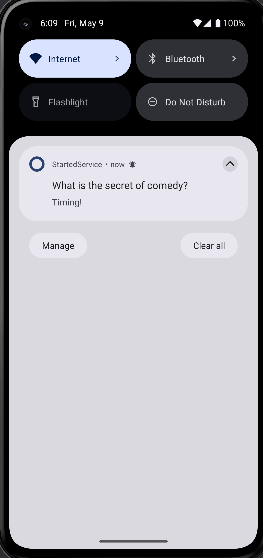 6:09 Fri, May 9 100%
Internet Bluetooth
Flashlight Do Not Disturb
StartedService • now
What is the secret of comedy?
Timing!
Manage Clear all